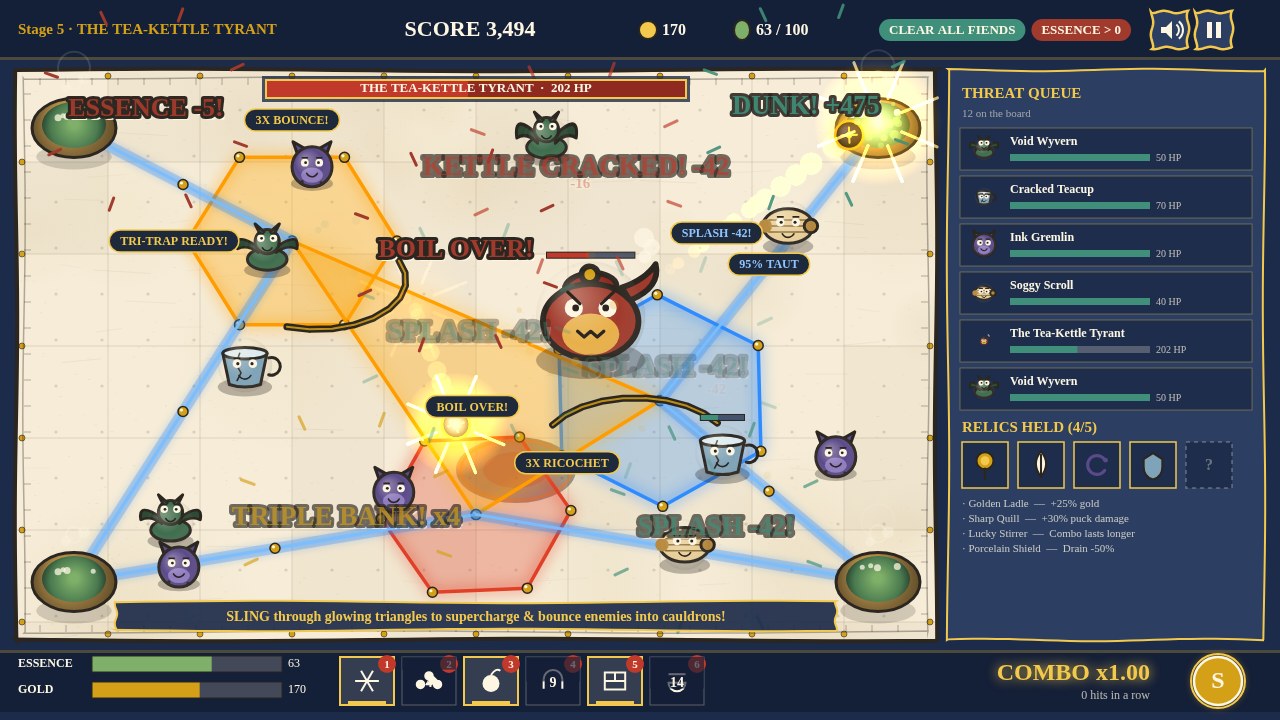 Stage 5 · THE TEA-KETTLE TYRANT
SCORE 3,494
170
63 / 100
CLEAR ALL FIENDS
ESSENCE > 0
THE TEA-KETTLE TYRANT · 202 HP
ESSENCE -5!
3X BOUNCE!
DUNK! +475
KETTLE CRACKED! -42
-16
TRI-TRAP READY!
BOIL OVER!
SPLASH -42!
95% TAUT
SPLASH -42!
SPLASH -42!
BOIL OVER!
3X RICOCHET
TRIPLE BANK! x4
SPLASH -42!
SLING through glowing triangles to supercharge & bounce enemies into cauldrons!
THREAT QUEUE
12 on the board
Void Wyvern
50 HP
Cracked Teacup
70 HP
Ink Gremlin
20 HP
Soggy Scroll
40 HP
The Tea-Kettle Tyrant
202 HP
Void Wyvern
50 HP
RELICS HELD (4/5)
?
· Golden Ladle — +25% gold
· Sharp Quill — +30% puck damage
· Lucky Stirrer — Combo lasts longer
· Porcelain Shield — Drain -50%
ESSENCE
63
GOLD
170
1
2
3
4
9
5
6
14
COMBO x1.00
0 hits in a row
S